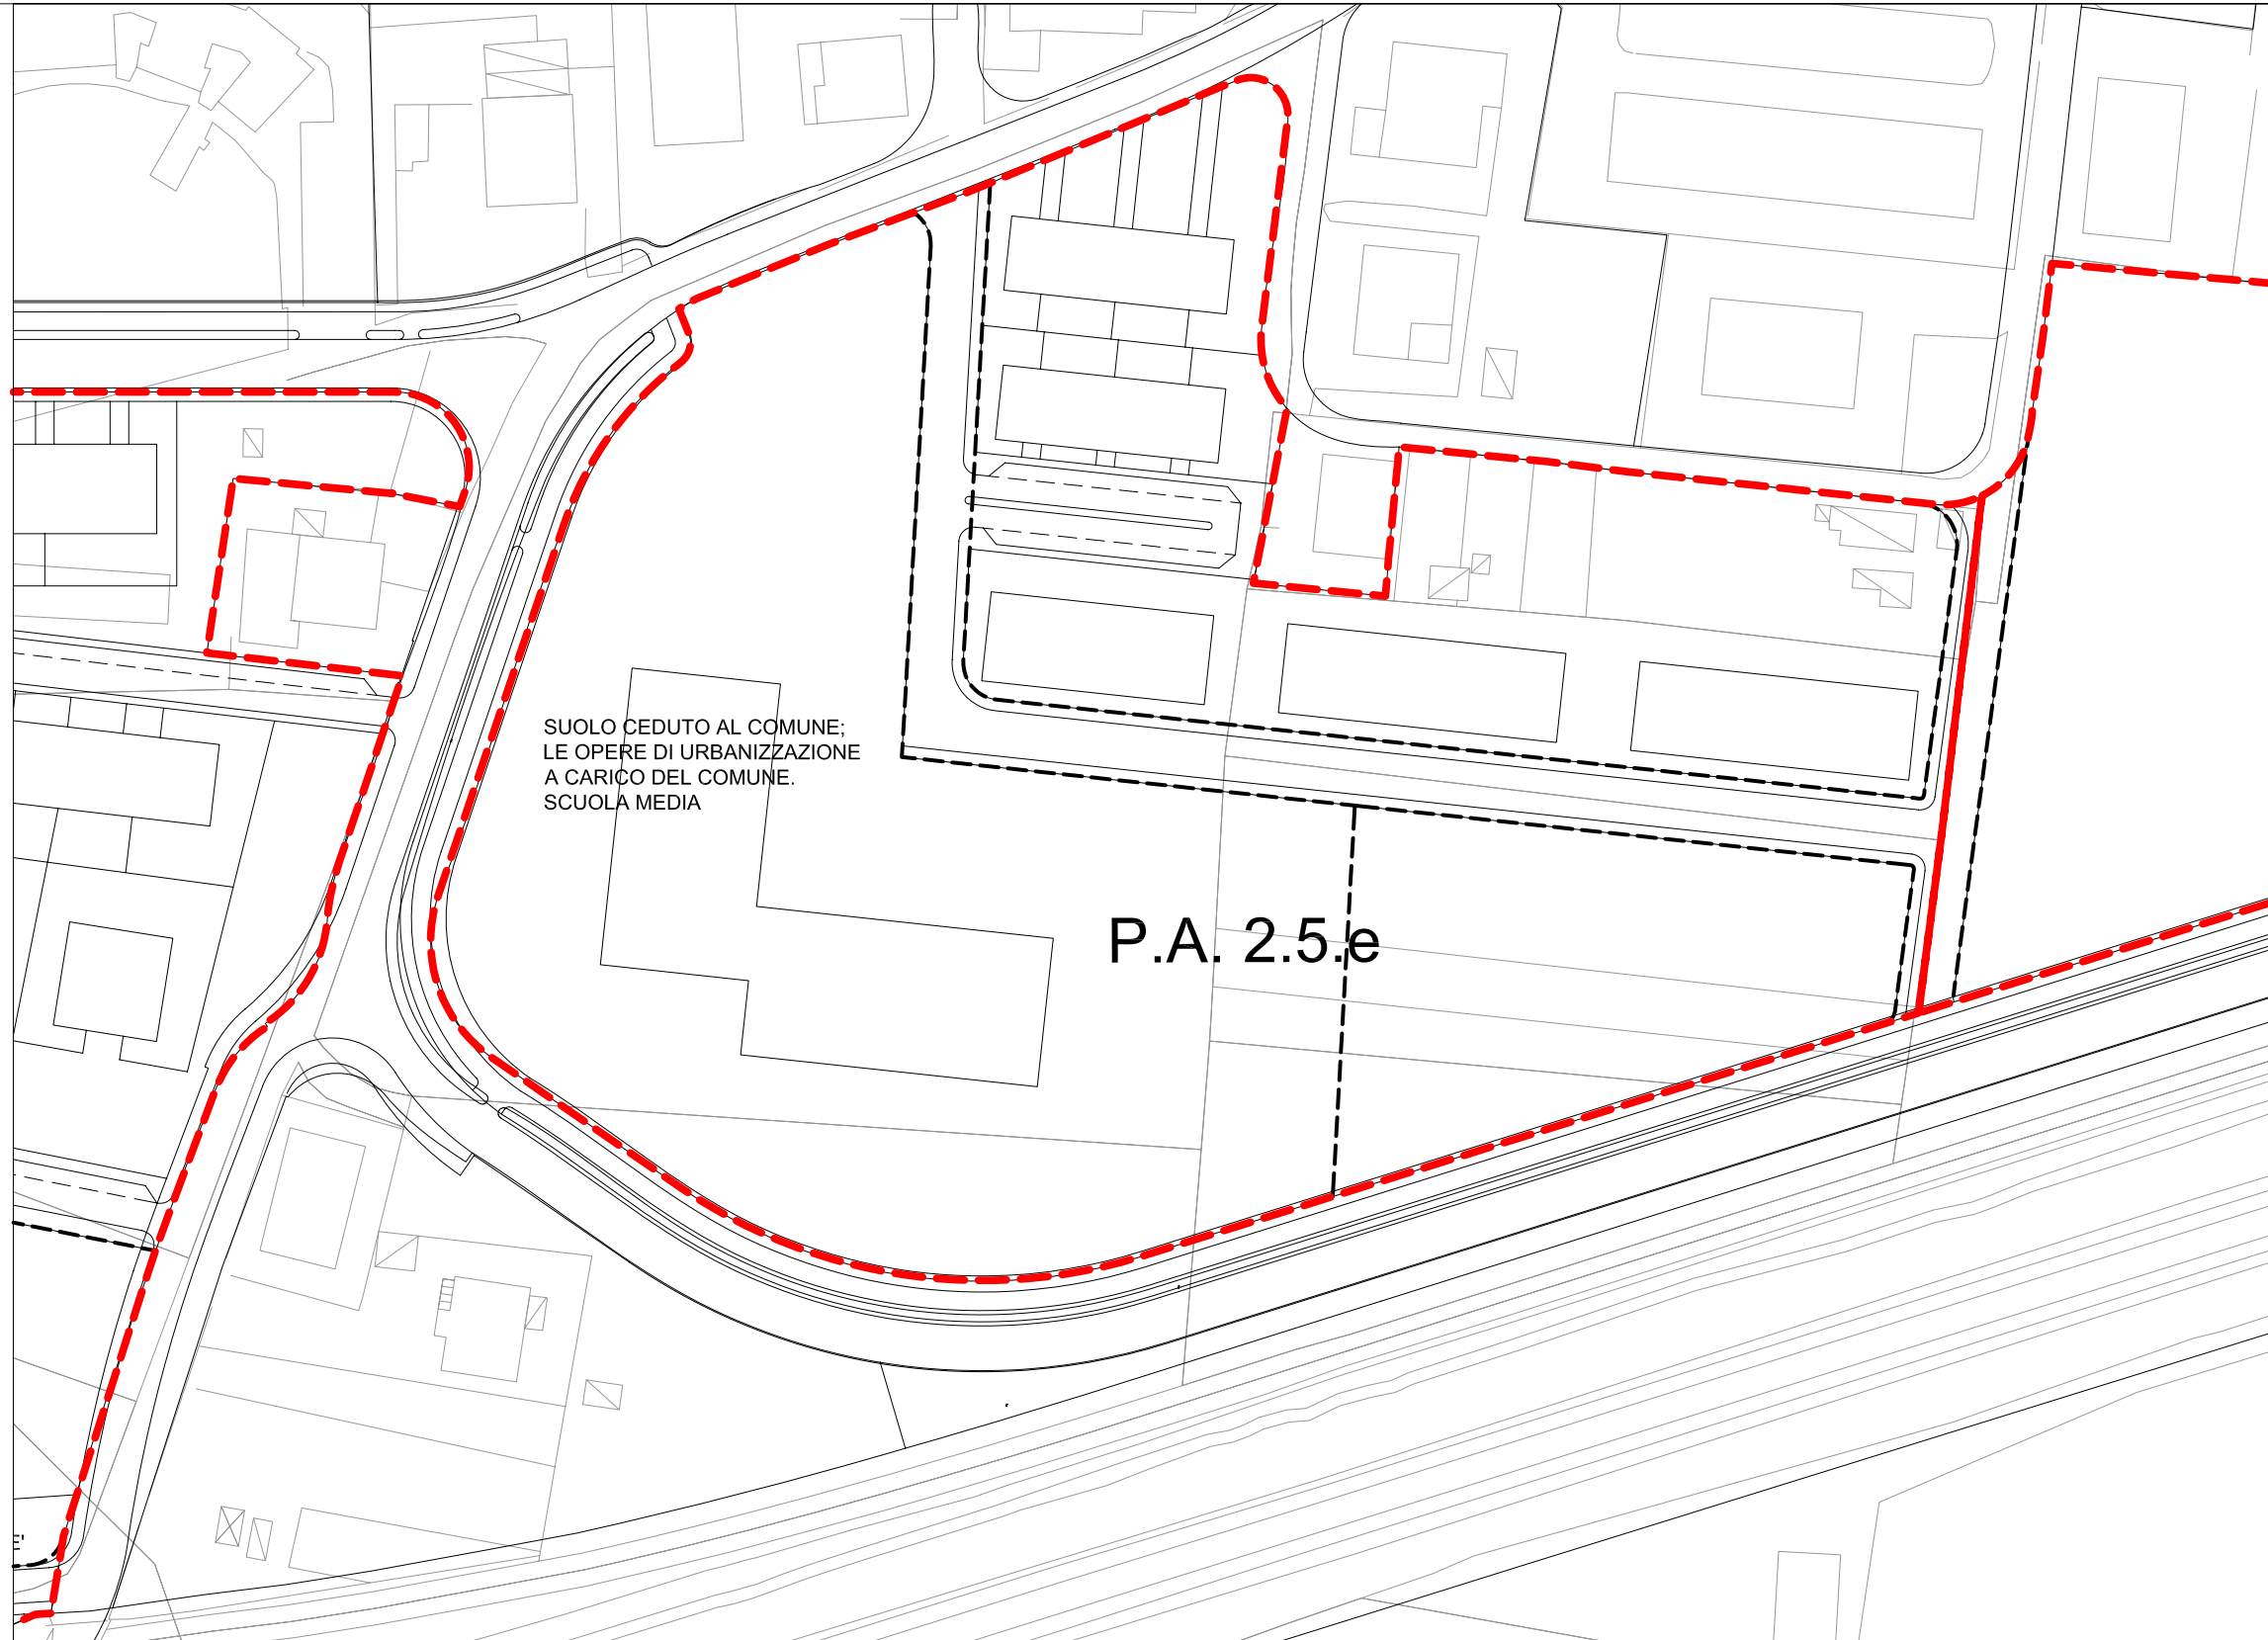 SUOLO CEDUTO AL COMUNE;
LE OPERE DI URBANIZZAZIONE
A CARICO DEL COMUNE.
SCUOLA MEDIA
P.A. 2.5.e